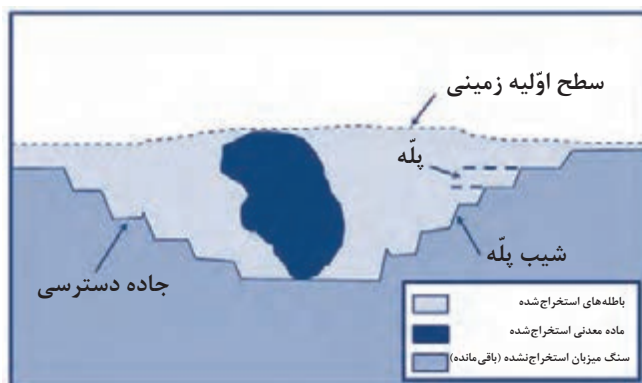 سطح اوّلیه زمینی
پلّه
شیب پلّه
جاده دسترسی
باطله‌های استخراج‌شده
ماده معدنی استخراج‌شده
سنگ میزبان استخراج‌نشده (باقی‌مانده)